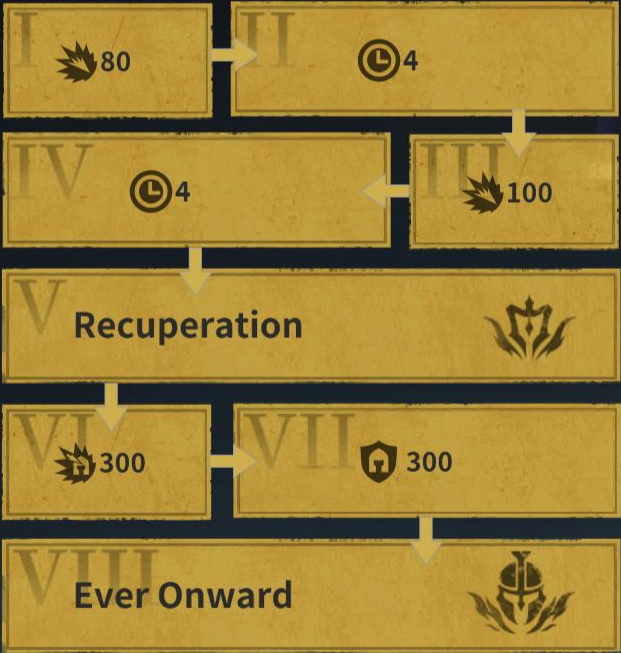 I 80
II 4
III 100
IV 4
V Recuperation
VI 300
VII 300
VIII Ever Onward